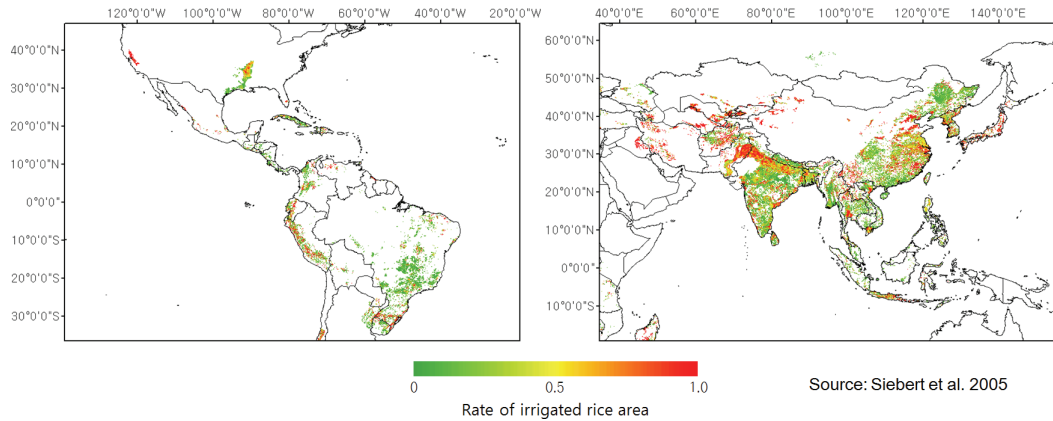 120°0'0"W 100°0'0"W 80°0'0"W 60°0'0"W 40°0'0"W 20°0'0"W
40°0'0"N
30°0'0"N
20°0'0"N
10°0'0"N
0°0'0"
10°0'0"S
20°0'0"S
30°0'0"S
40°0'0"E 60°0'0"E 80°0'0"E 100°0'0"E 120°0'0"E 140°0'0"E
60°0'0"N
50°0'0"N
40°0'0"N
30°0'0"N
20°0'0"N
10°0'0"N
0°0'0"
10°0'0"S
0 0.5 1.0
Rate of irrigated rice area
Source: Siebert et al. 2005